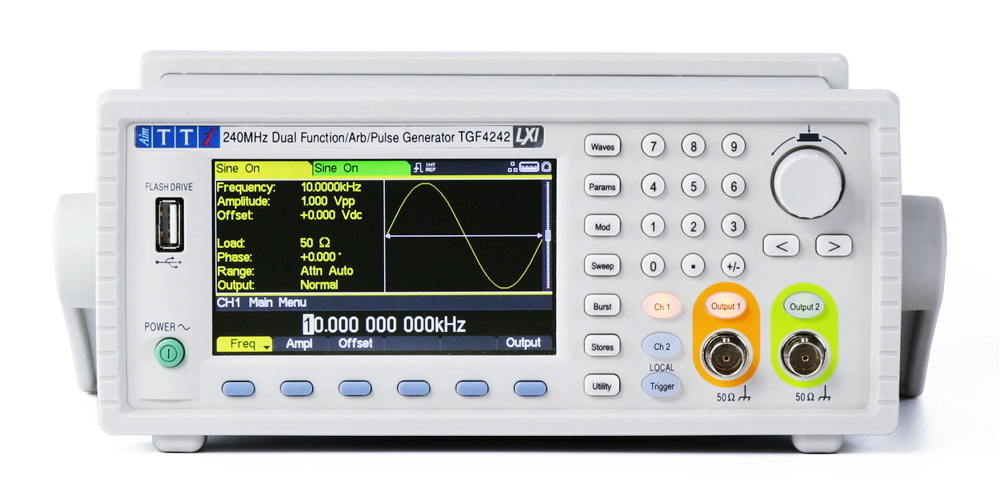 Aim TTi 240MHz Dual Function/Arb/Pulse Generator TGF4242 LXI
FLASH DRIVE
POWER
Sine On Sine On INT REF
Frequency: 10.0000kHz
Amplitude: 1.000 Vpp
Offset: +0.000 Vdc
Load: 50 Ω
Phase: +0.000°
Range: Attn Auto
Output: Normal
CH1 Main Menu
10.000 000 000kHz
Freq Ampl Offset Output
Waves 7 8 9
Params 4 5 6
Mod 1 2 3 < >
Sweep 0 . +/-
Burst Ch 1 Output 1 Output 2
Stores Ch 2
LOCAL
Utility Trigger
50Ω 50Ω